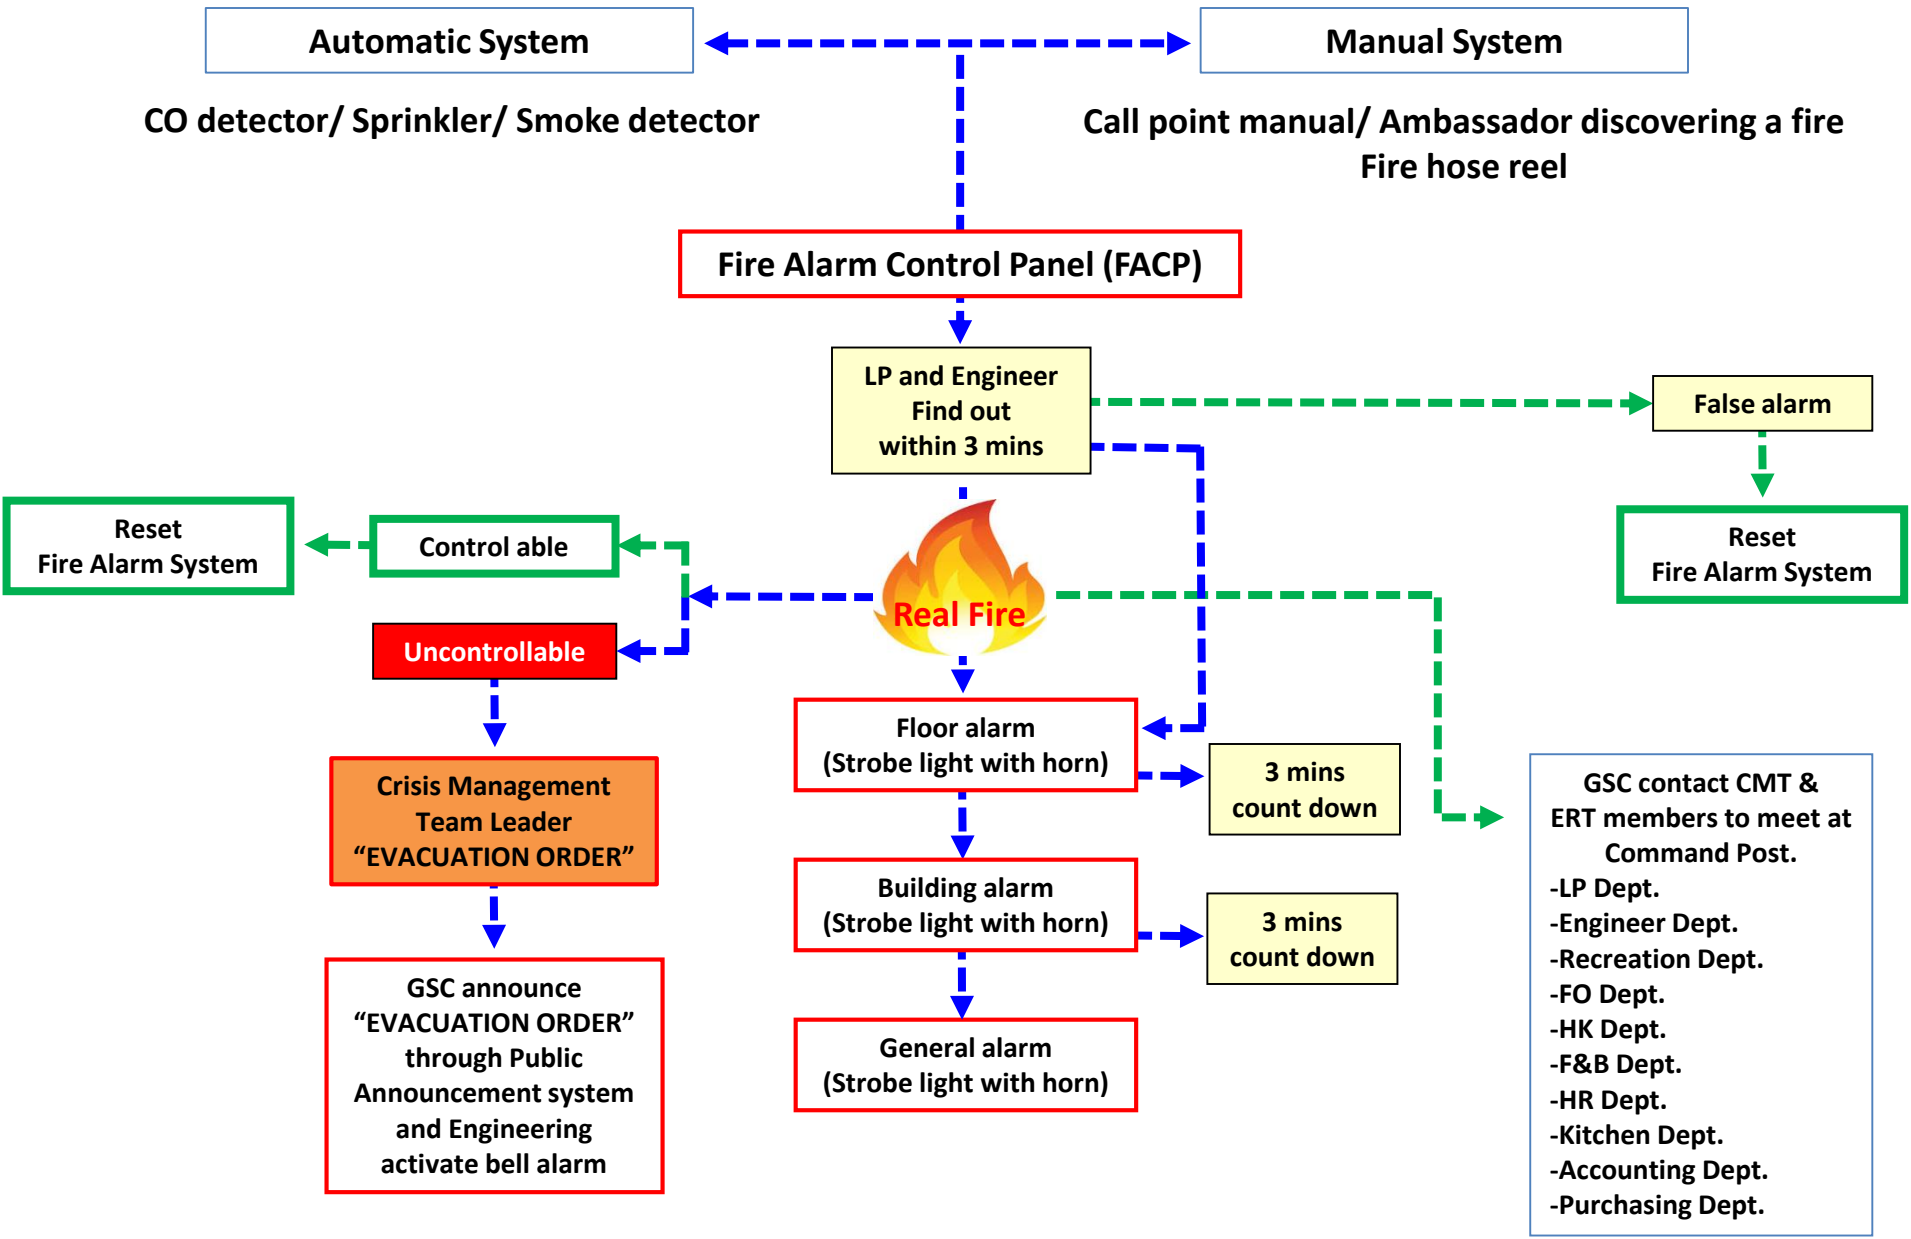 Automatic System
Manual System
CO detector/ Sprinkler/ Smoke detector
Call point manual/ Ambassador discovering a fire
Fire hose reel
Fire Alarm Control Panel (FACP)
LP and Engineer
Find out
within 3 mins
False alarm
Reset
Fire Alarm System
Control able
Reset
Fire Alarm System
Real Fire
Uncontrollable
Floor alarm
(Strobe light with horn)
3 mins
count down
Crisis Management
Team Leader
“EVACUATION ORDER”
Building alarm
(Strobe light with horn)
3 mins
count down
GSC announce
“EVACUATION ORDER”
through Public
Announcement system
and Engineering
activate bell alarm
General alarm
(Strobe light with horn)
GSC contact CMT &
ERT members to meet at
Command Post.
-LP Dept.
-Engineer Dept.
-Recreation Dept.
-FO Dept.
-HK Dept.
-F&B Dept.
-HR Dept.
-Kitchen Dept.
-Accounting Dept.
-Purchasing Dept.